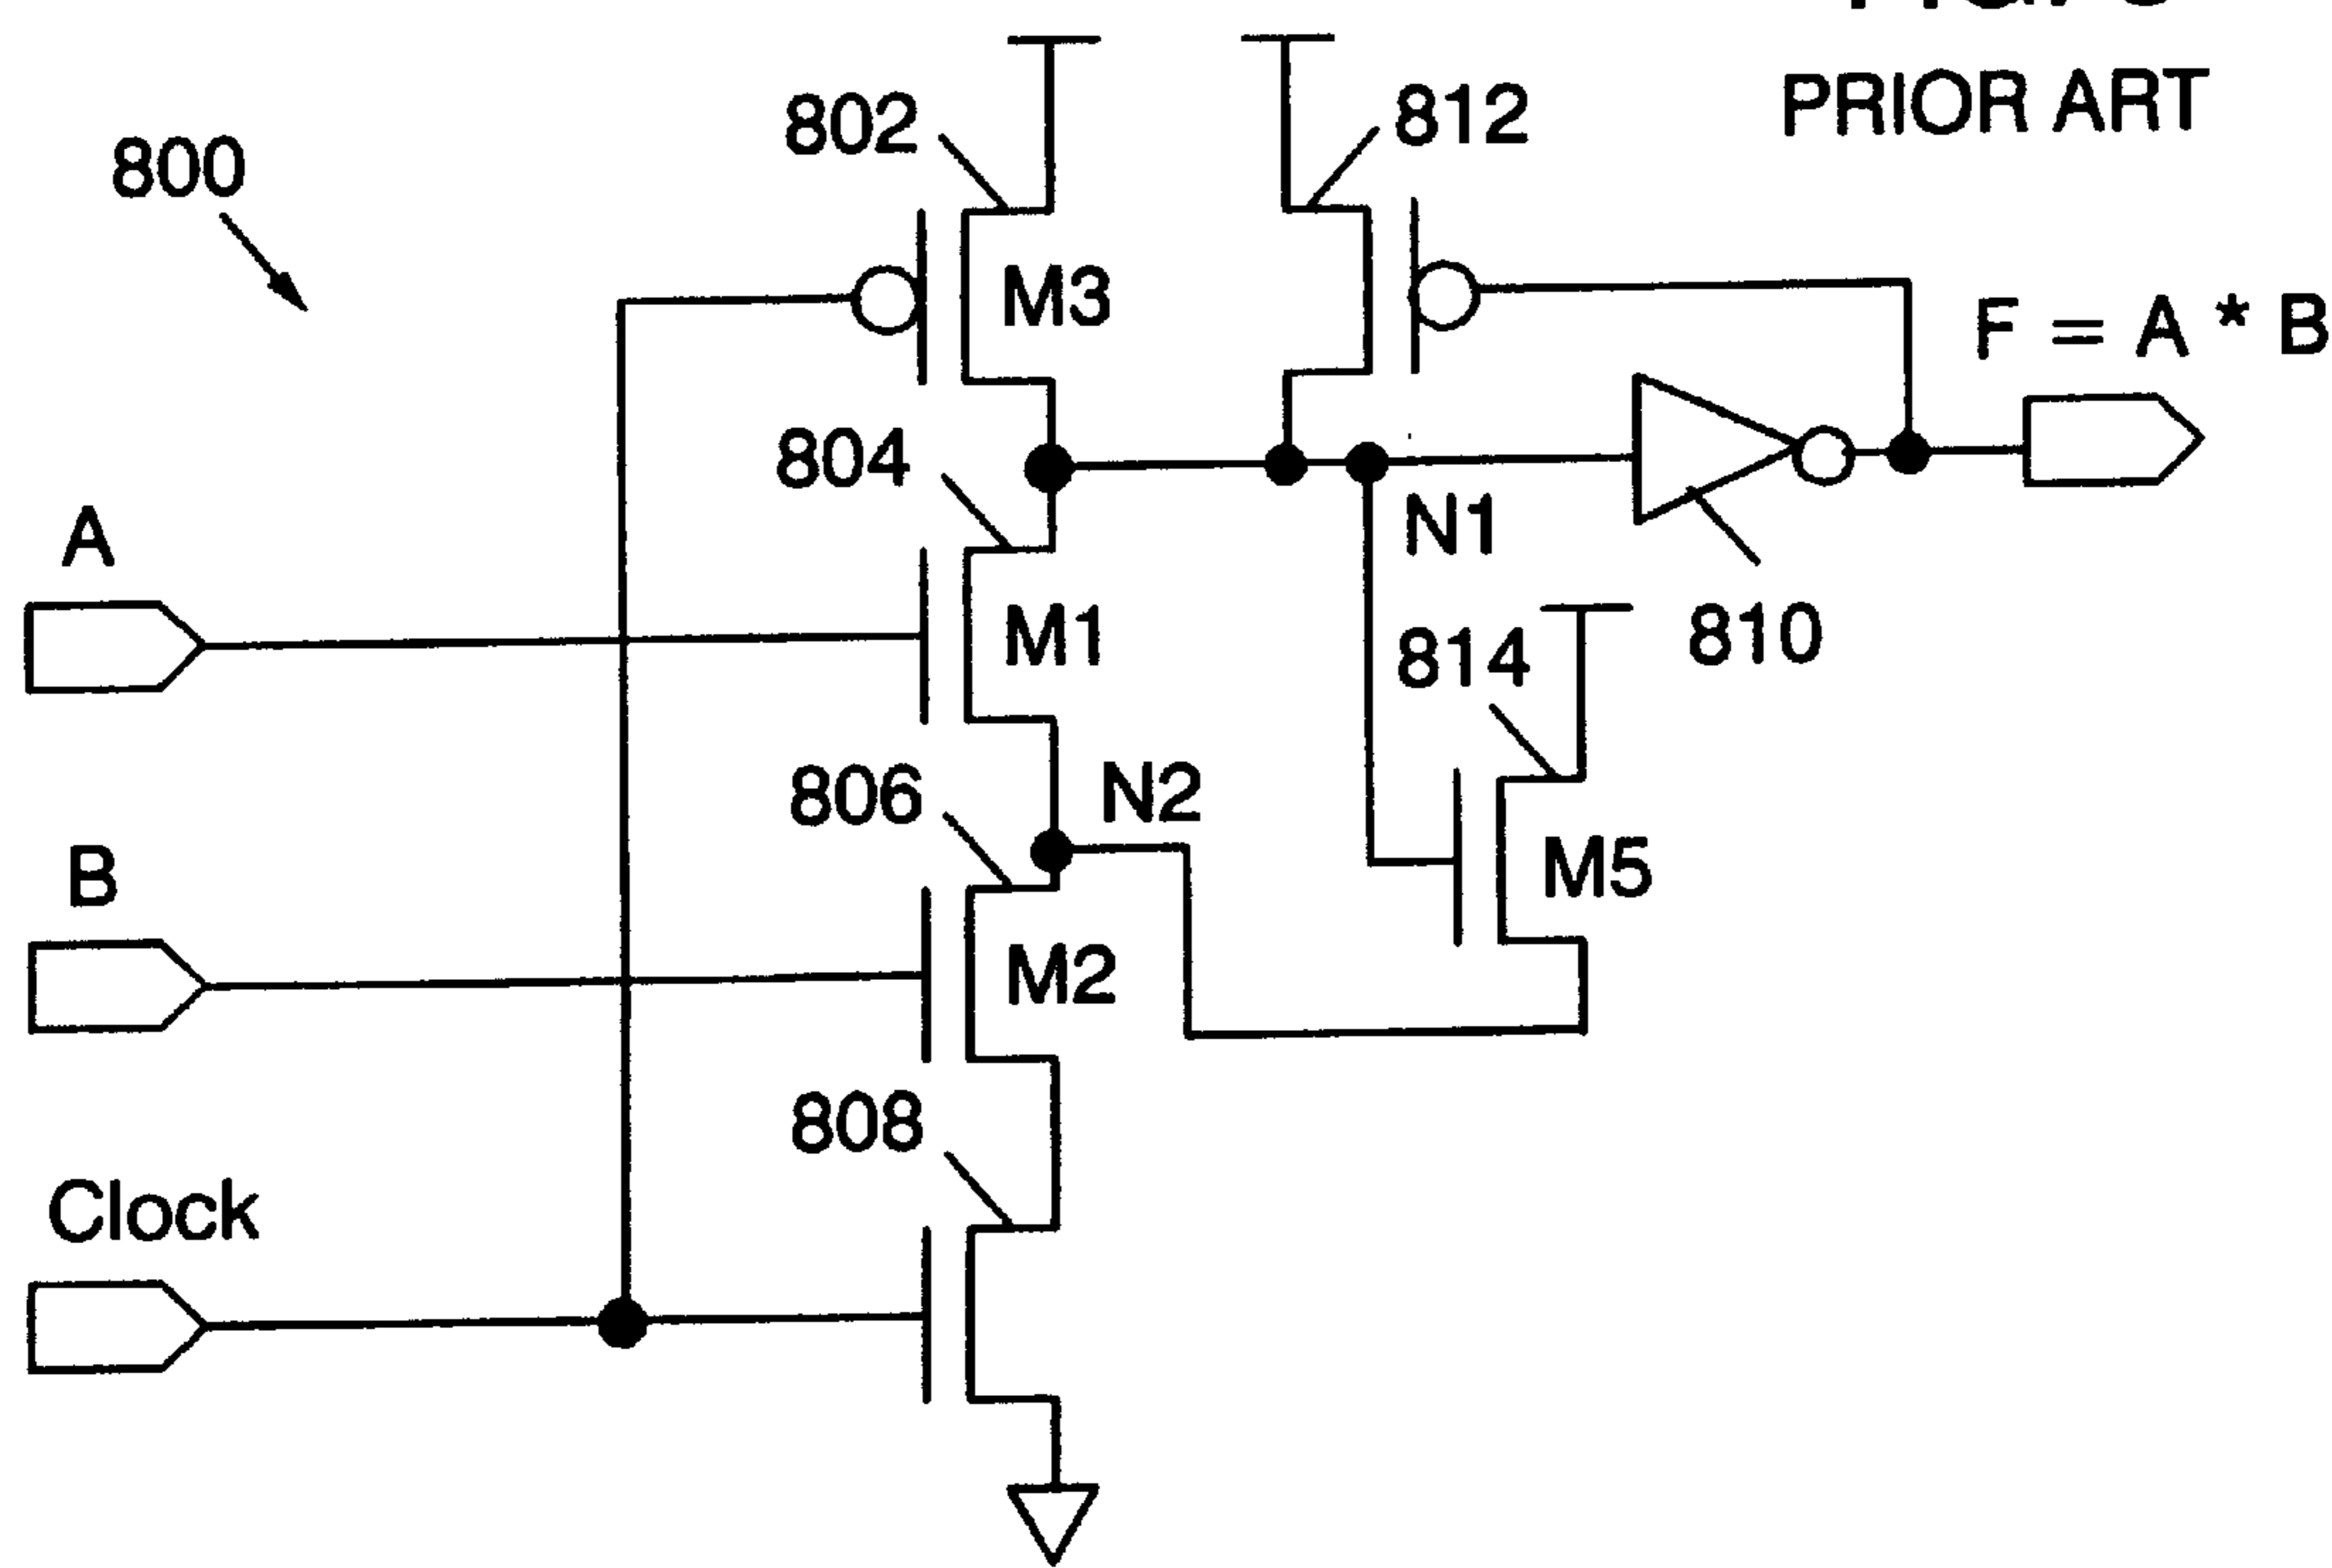 PRIOR ART
800
802
812
M3
F = A * B
804
A
N1
M1
814
810
806
N2
B
M5
M2
808
Clock